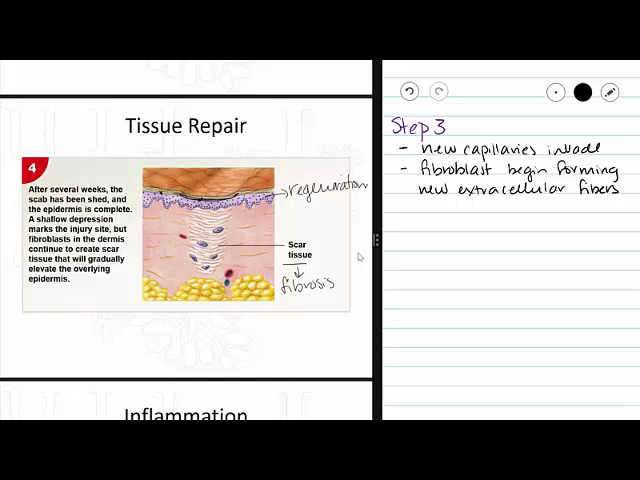 Tissue Repair
4
After several weeks, the
scab has been shed, and
the epidermis is complete.
A shallow depression
marks the injury site, but
fibroblasts in the dermis
continue to create scar
tissue that will gradually
elevate the overlying
epidermis.
regeneration
Scar
tissue
fibrosis
Inflammation
Step 3
- new capillaries invade
- fibroblast begin forming
new extracellular fibers